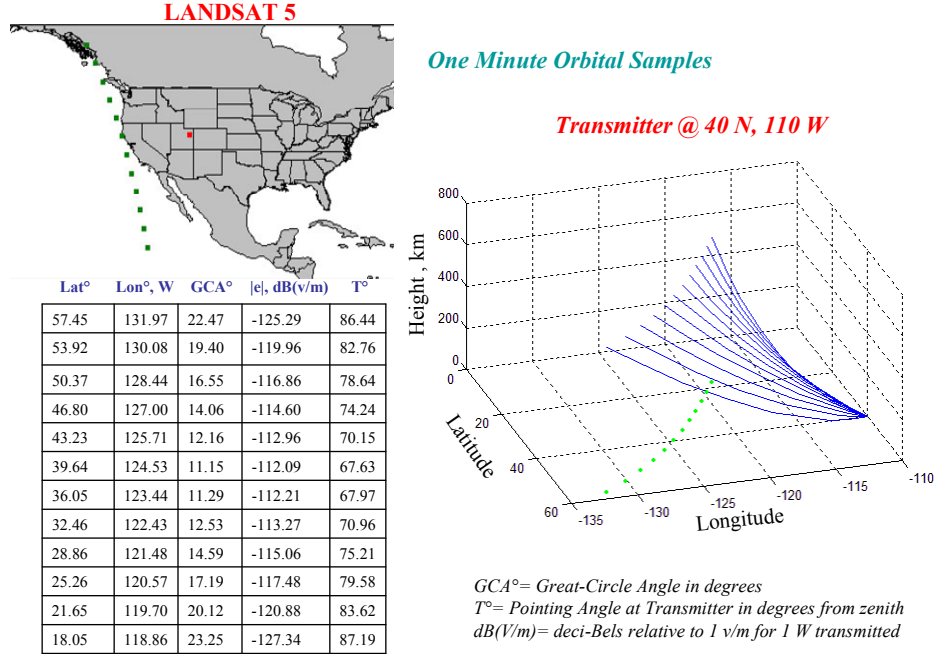 LANDSAT 5
One Minute Orbital Samples
Transmitter @ 40 N, 110 W
Lat° Lon°, W GCA° |e|, dB(v/m) T°
57.45 131.97 22.47 -125.29 86.44
53.92 130.08 19.40 -119.96 82.76
50.37 128.44 16.55 -116.86 78.64
46.80 127.00 14.06 -114.60 74.24
43.23 125.71 12.16 -112.96 70.15
39.64 124.53 11.15 -112.09 67.63
36.05 123.44 11.29 -112.21 67.97
32.46 122.43 12.53 -113.27 70.96
28.86 121.48 14.59 -115.06 75.21
25.26 120.57 17.19 -117.48 79.58
21.65 119.70 20.12 -120.88 83.62
18.05 118.86 23.25 -127.34 87.19
Height , km
800
600
400
200
0
0
20
40
60
Latitude
-135
-130
-125
-120
-115
-110
Longitude
GCA°= Great-Circle Angle in degrees
T°= Pointing Angle at Transmitter in degrees from zenith
dB(V/m)= deci-Bels relative to 1 v/m for 1 W transmitted